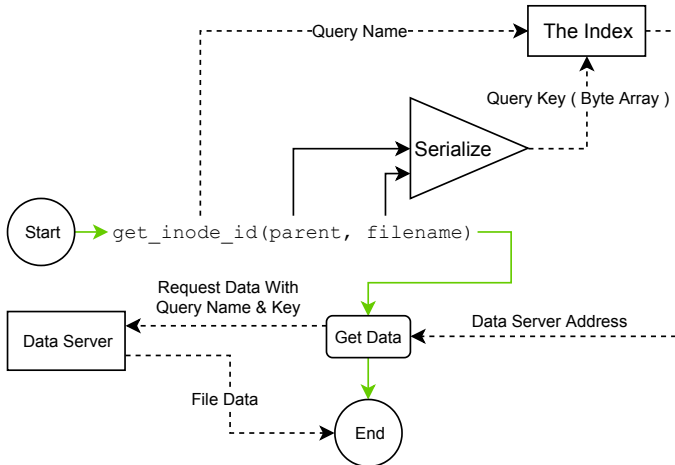 Query Name
The Index
Query Key ( Byte Array )
Serialize
Start
get_inode_id(parent, filename)
Request Data With
Query Name & Key
Data Server Address
Data Server
Get Data
File Data
End